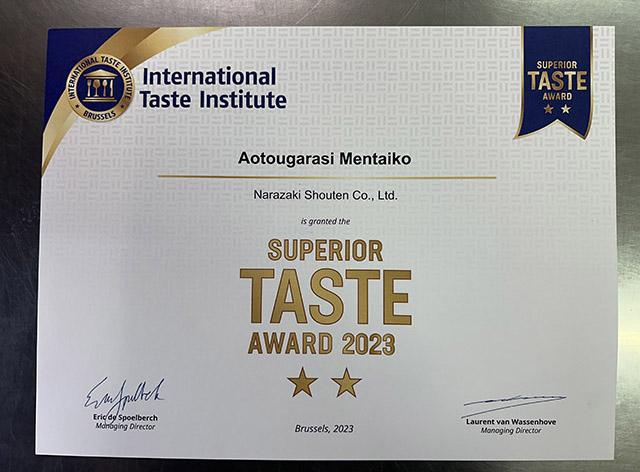 INTERNATIONAL TASTE INSTITUTE
BRUSSELS
International
Taste Institute
SUPERIOR
TASTE
AWARD
Aotougarasi Mentaiko
Narazaki Shouten Co., Ltd.
is granted the
SUPERIOR
TASTE
AWARD 2023
Eric de Spoelberch
Managing Director
Brussels, 2023
Laurent van Wassenhove
Managing Director